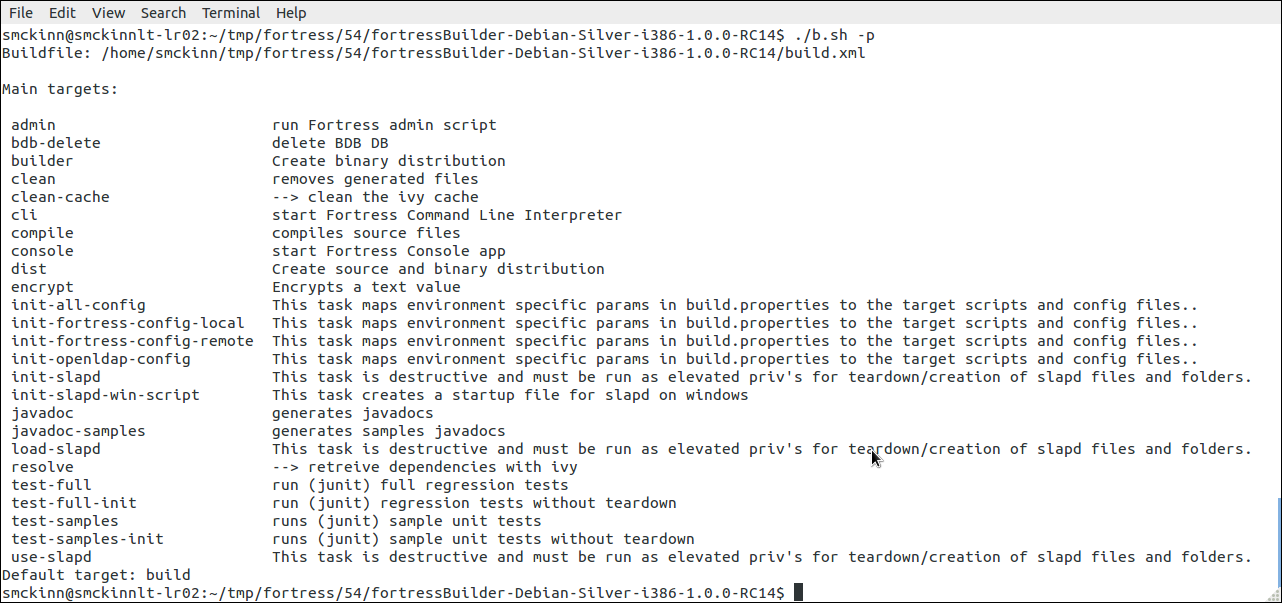 File Edit View Search Terminal Help
smckinn@smckinnlt-lr02:~/tmp/fortress/54/fortressBuilder-Debian-Silver-i386-1.0.0-RC14$ ./b.sh -p
Buildfile: /home/smckinn/tmp/fortress/54/fortressBuilder-Debian-Silver-i386-1.0.0-RC14/build.xml
Main targets:
admin run Fortress admin script
bdb-delete delete BDB DB
builder Create binary distribution
clean removes generated files
clean-cache --> clean the ivy cache
cli start Fortress Command Line Interpreter
compile compiles source files
console start Fortress Console app
dist Create source and binary distribution
encrypt Encrypts a text value
init-all-config This task maps environment specific params in build.properties to the target scripts and config files..
init-fortress-config-local This task maps environment specific params in build.properties to the target scripts and config files..
init-fortress-config-remote This task maps environment specific params in build.properties to the target scripts and config files..
init-openldap-config This task maps environment specific params in build.properties to the target scripts and config files..
init-slapd This task is destructive and must be run as elevated priv's for teardown/creation of slapd files and folders.
init-slapd-win-script This task creates a startup file for slapd on windows
javadoc generates javadocs
javadoc-samples generates samples javadocs
load-slapd This task is destructive and must be run as elevated priv's for teardown/creation of slapd files and folders.
resolve --> retreive dependencies with ivy
test-full run (junit) full regression tests
test-full-init run (junit) regression tests without teardown
test-samples runs (junit) sample unit tests
test-samples-init runs (junit) sample unit tests without teardown
use-slapd This task is destructive and must be run as elevated priv's for teardown/creation of slapd files and folders.
Default target: build
smckinn@smckinnlt-lr02:~/tmp/fortress/54/fortressBuilder-Debian-Silver-i386-1.0.0-RC14$